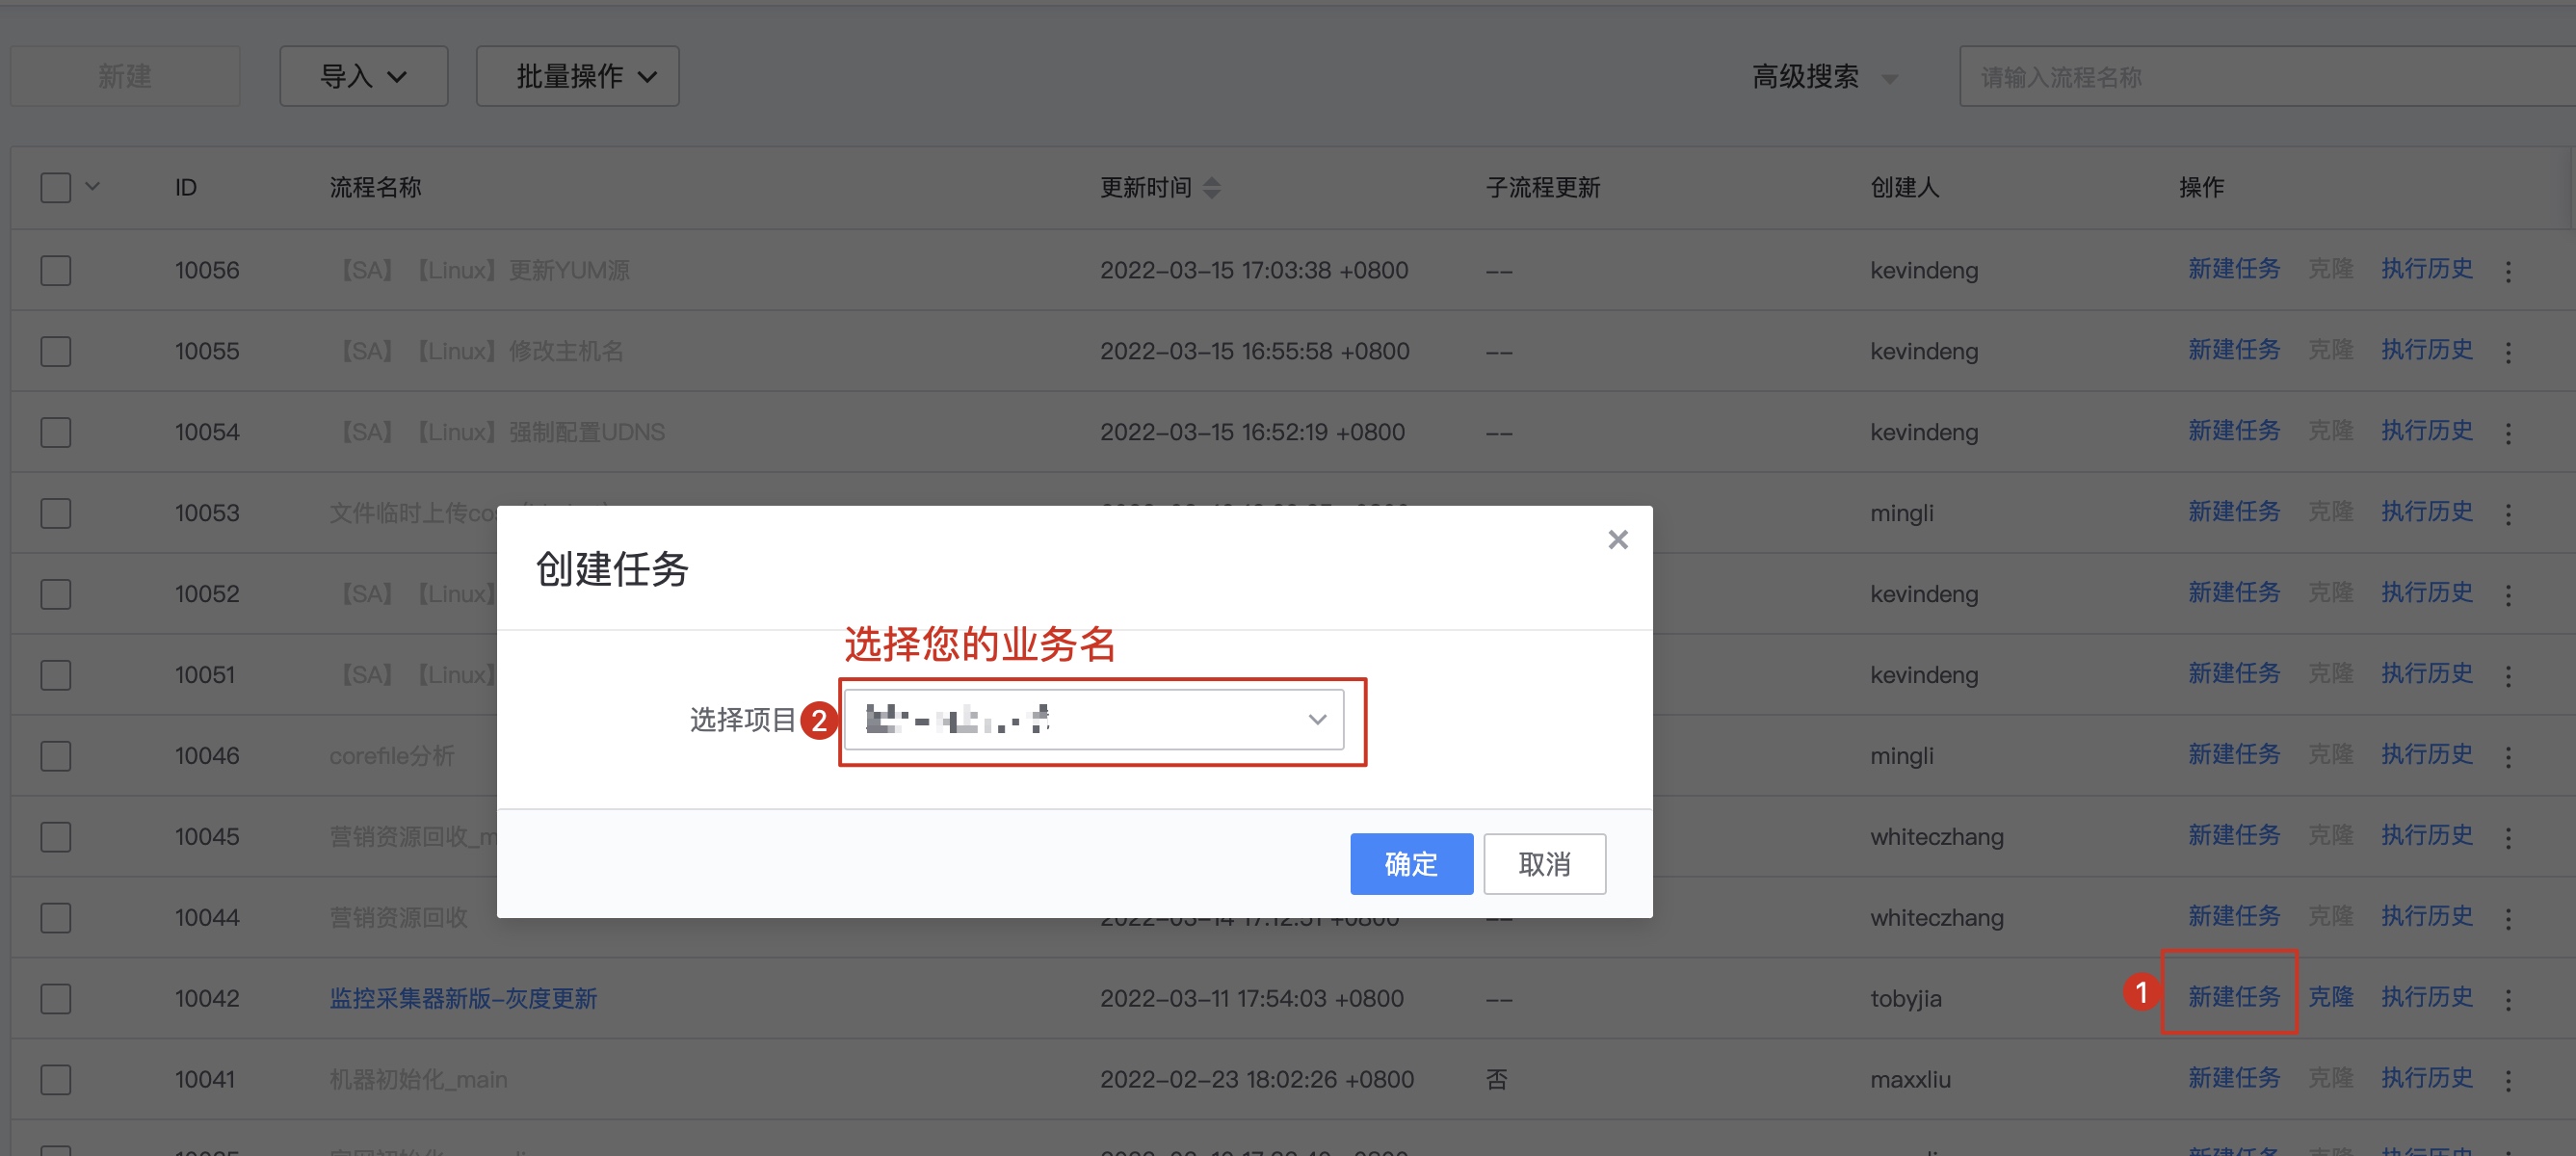 新建 导入 批量操作 高级搜索 请输入流程名称
ID 流程名称 更新时间 子流程更新 创建人 操作
10056 【SA】【Linux】更新YUM源 2022-03-15 17:03:38 +0800 -- kevindeng 新建任务 克隆 执行历史
10055 【SA】【Linux】修改主机名 2022-03-15 16:55:58 +0800 -- kevindeng 新建任务 克隆 执行历史
10054 【SA】【Linux】强制配置UDNS 2022-03-15 16:52:19 +0800 -- kevindeng 新建任务 克隆 执行历史
10053 文件临时上传cos mingli 新建任务 克隆 执行历史
创建任务
10052 【SA】【Linux】 kevindeng 新建任务 克隆 执行历史
选择您的业务名
10051 【SA】【Linux】 kevindeng 新建任务 克隆 执行历史
选择项目 2
10046 corefile分析 mingli 新建任务 克隆 执行历史
10045 营销资源回收_m whiteczhang 新建任务 克隆 执行历史
确定 取消
10044 营销资源回收 2022-03-14 17:12:51 +0800 -- whiteczhang 新建任务 克隆 执行历史
10042 监控采集器新版-灰度更新 2022-03-11 17:54:03 +0800 -- tobyjia 1 新建任务 克隆 执行历史
10041 机器初始化_main 2022-02-23 18:02:26 +0800 否 maxxliu 新建任务 克隆 执行历史